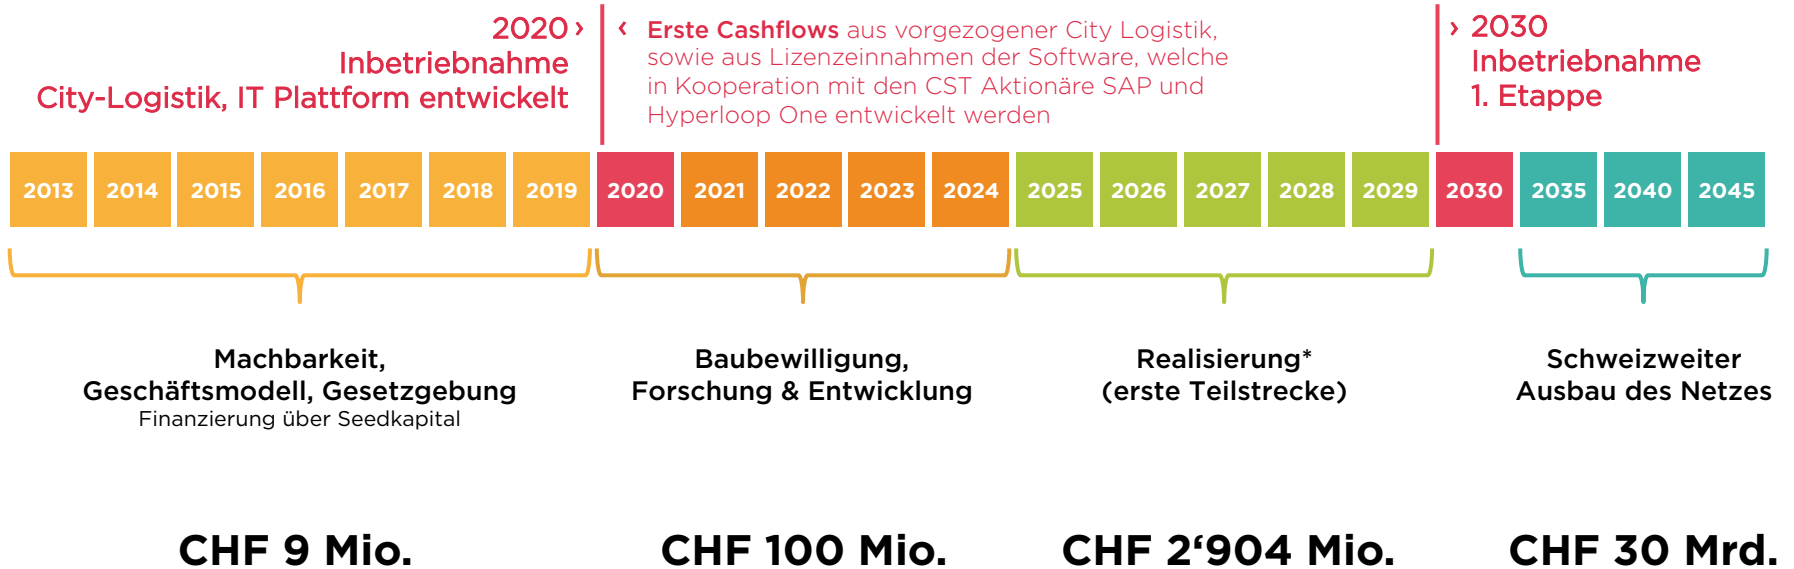 2020 ›
Inbetriebnahme
City-Logistik, IT Plattform entwickelt
‹ Erste Cashflows aus vorgezogener City Logistik,
sowie aus Lizenzeinnahmen der Software, welche
in Kooperation mit den CST Aktionäre SAP und
Hyperloop One entwickelt werden
› 2030
Inbetriebnahme
1. Etappe
2013 2014 2015 2016 2017 2018 2019 2020 2021 2022 2023 2024 2025 2026 2027 2028 2029 2030 2035 2040 2045
Machbarkeit,
Geschäftsmodell, Gesetzgebung
Finanzierung über Seedkapital
Baubewilligung,
Forschung & Entwicklung
Realisierung*
(erste Teilstrecke)
Schweizweiter
Ausbau des Netzes
CHF 9 Mio.
CHF 100 Mio.
CHF 2‘904 Mio.
CHF 30 Mrd.